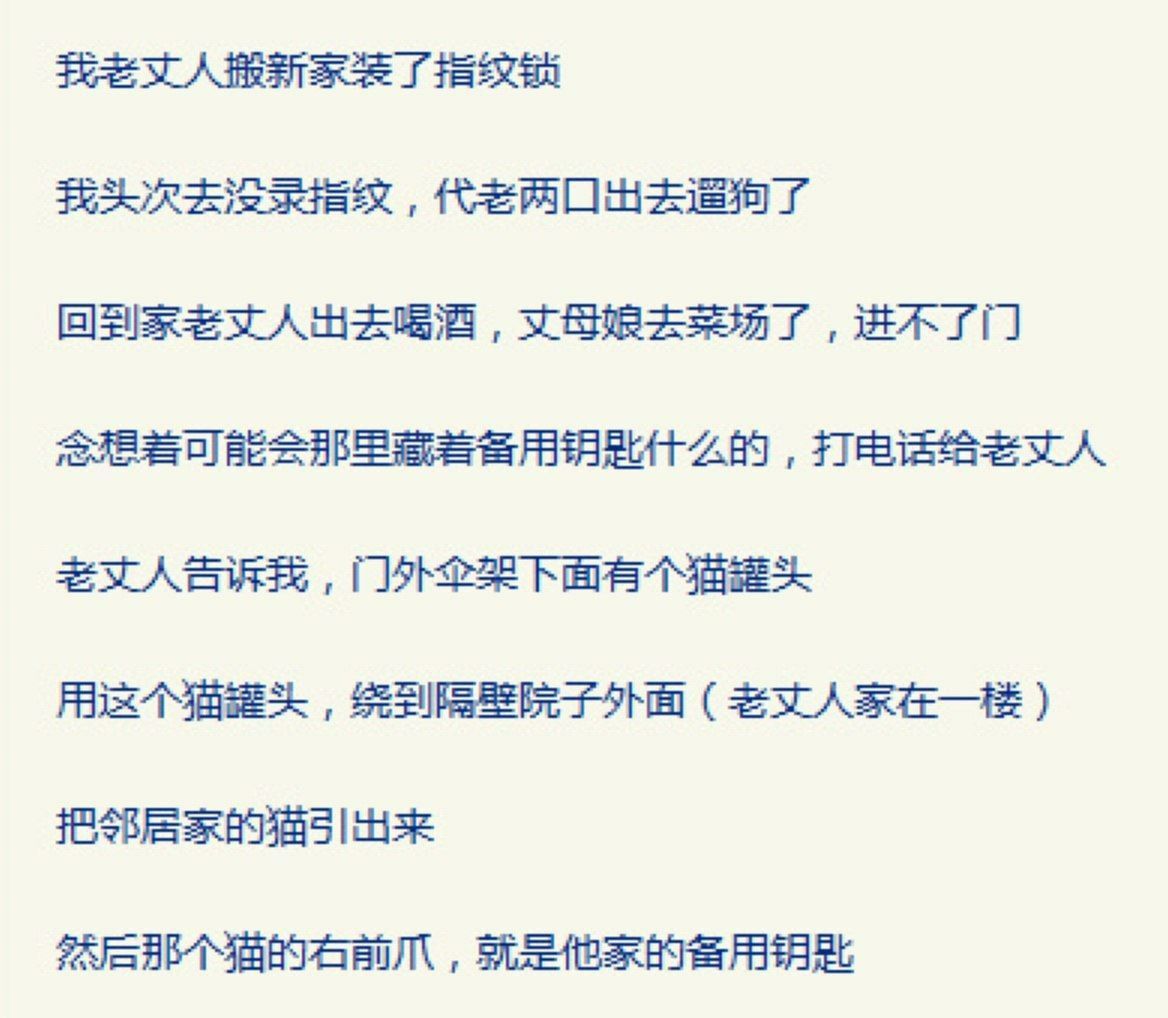 我老丈人搬新家装了指纹锁
我头次去没录指纹，代老两口出去遛狗了
回到家老丈人出去喝酒，丈母娘去菜场了，进不了门
念想着可能会那里藏着备用钥匙什么的，打电话给老丈人
老丈人告诉我，门外伞架下面有个猫罐头
用这个猫罐头，绕到隔壁院子外面（老丈人家在一楼）
把邻居家的猫引出来
然后那个猫的右前爪，就是他家的备用钥匙